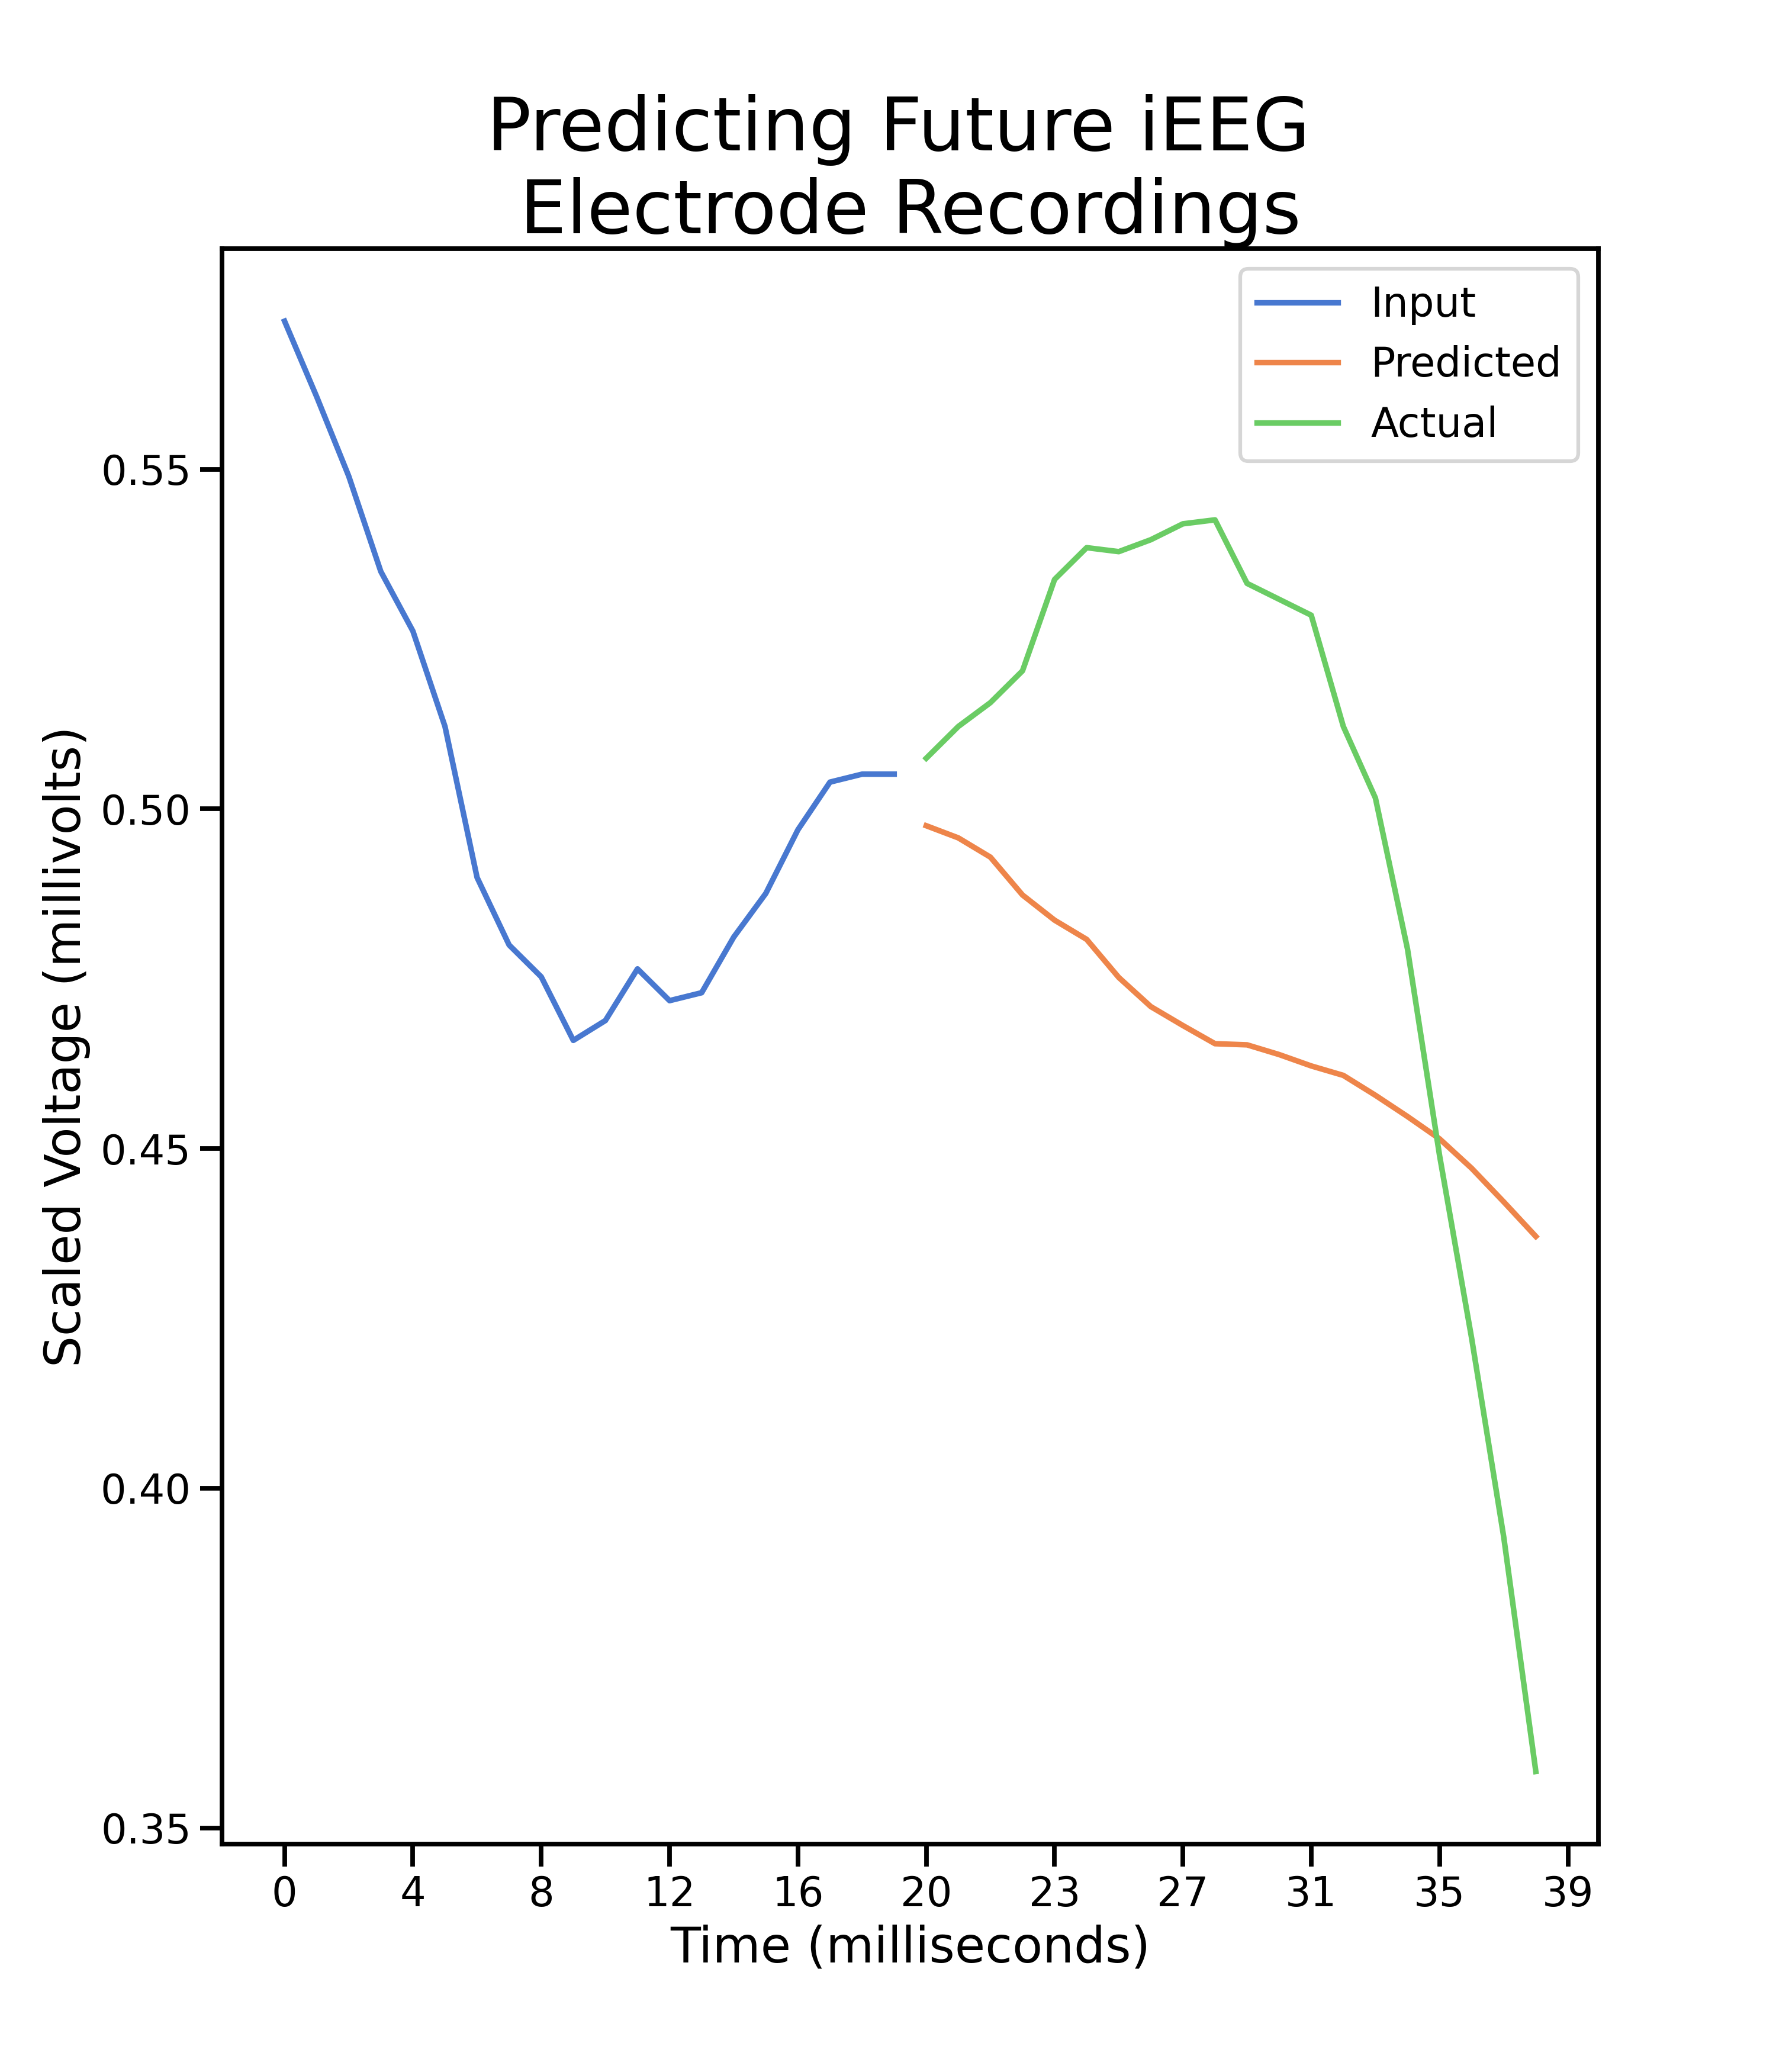 Predicting Future iEEG
Electrode Recordings
Input
Predicted
Actual
Scaled Voltage (millivolts)
0.55
0.50
0.45
0.40
0.35
0 4 8 12 16 20 23 27 31 35 39
Time (milliseconds)